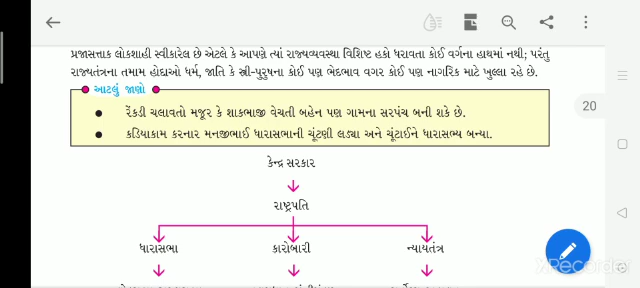 પ્રજાસત્તાક લોકશાહી સ્વીકારેલ છે એટલે કે આપણે ત્યાં રાજ્યવ્યવસ્થા વિશિષ્ટ હકો ધરાવતા કોઈ વર્ગના હાથમાં નથી; પરંતુ
રાજ્યતંત્રના તમામ હોદાઓ ધર્મ, જાતિ કે સ્ત્રી-પુરુષના કોઈ પણ ભેદભાવ વગર કોઈ પણ નાગરિક માટે ખુલ્લા રહે છે.
આટલું જાણો
20
● રેંકડી ચલાવતો મજૂર કે શાકભાજી વેચતી બહેન પણ ગામના સરપંચ બની શકે છે.
● કડિયાકામ કરનાર મનજીભાઈ ધારાસભાની ચૂંટણી લડ્યા અને ચૂંટાઈને ધારાસભ્ય બન્યા.
કેન્દ્ર સરકાર
રાષ્ટ્રપતિ
ધારાસભા કારોબારી ન્યાયતંત્ર
XRecorder